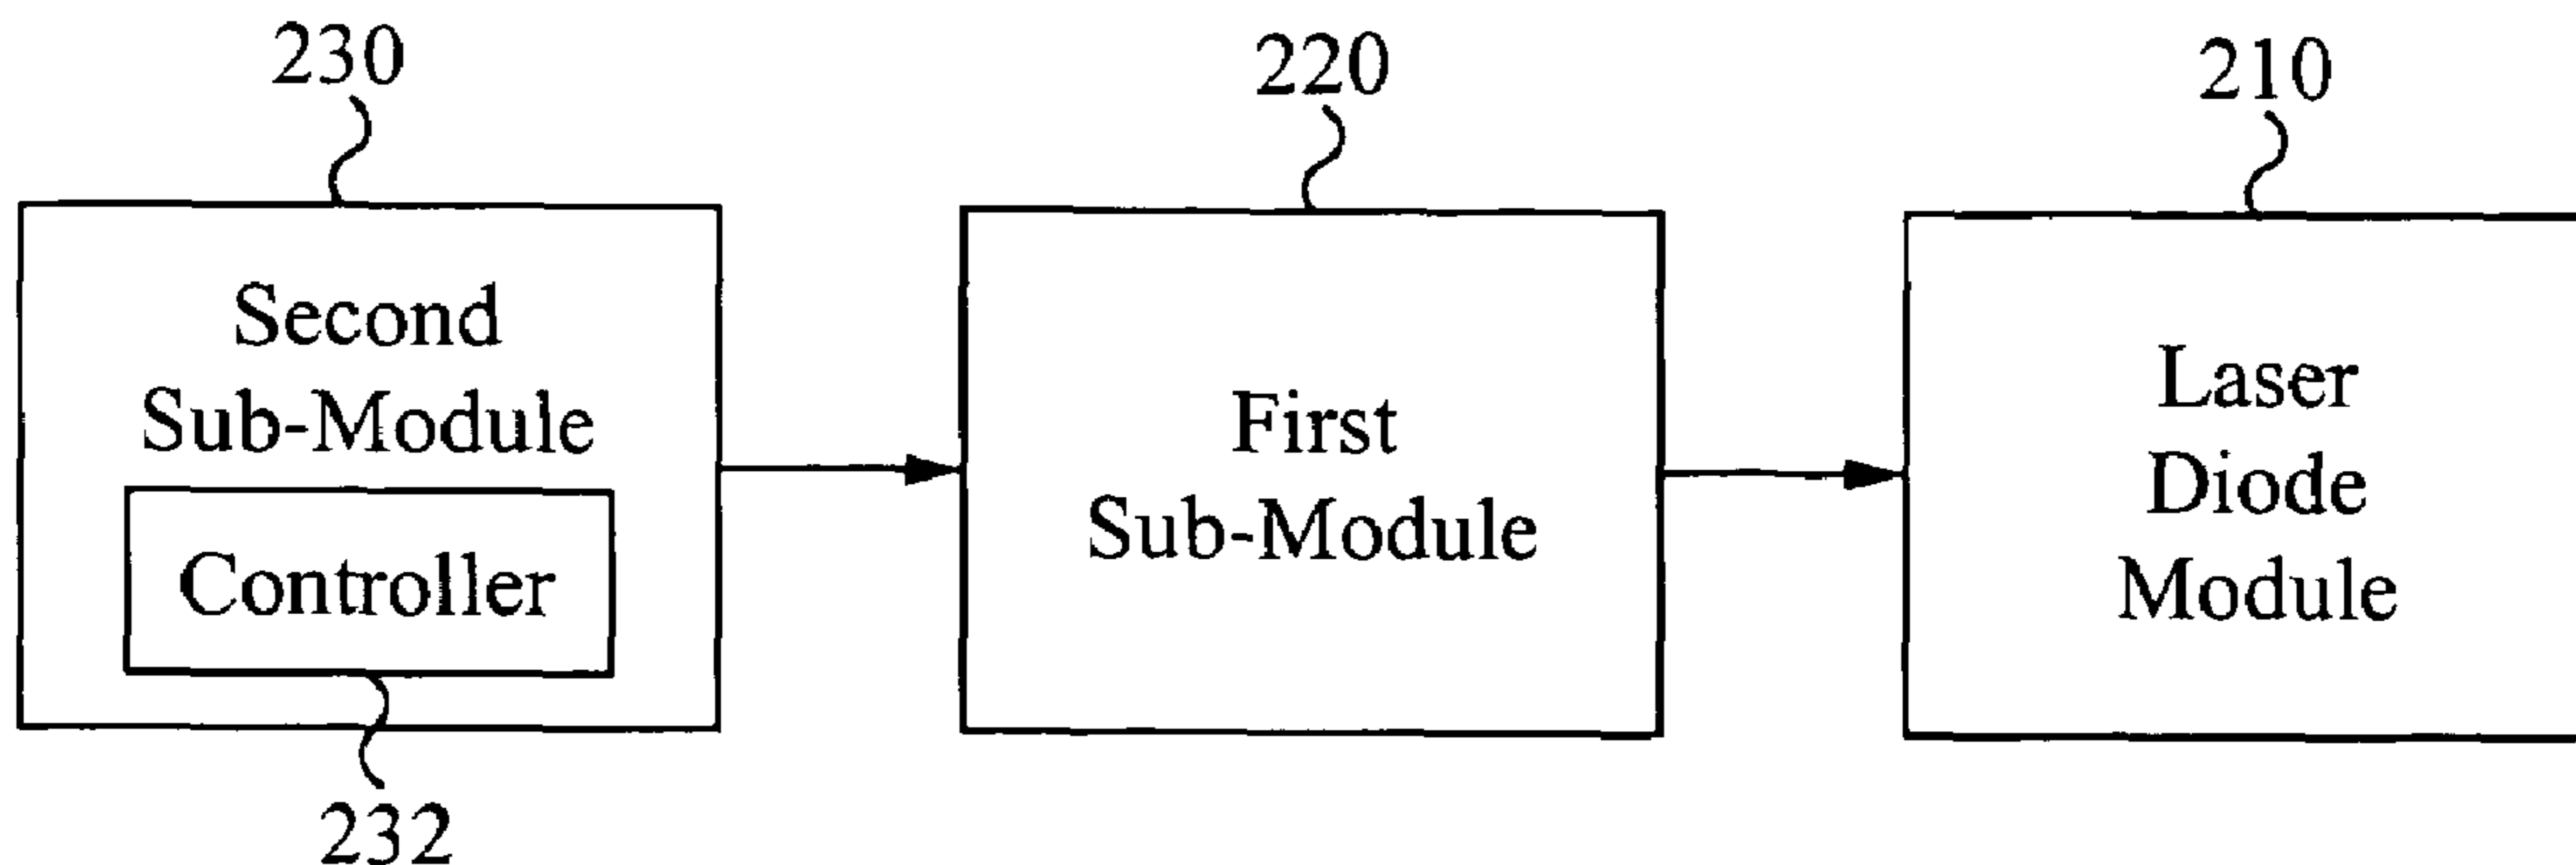 230
220
210
Second
Sub-Module
Controller
232
First
Sub-Module
Laser
Diode
Module